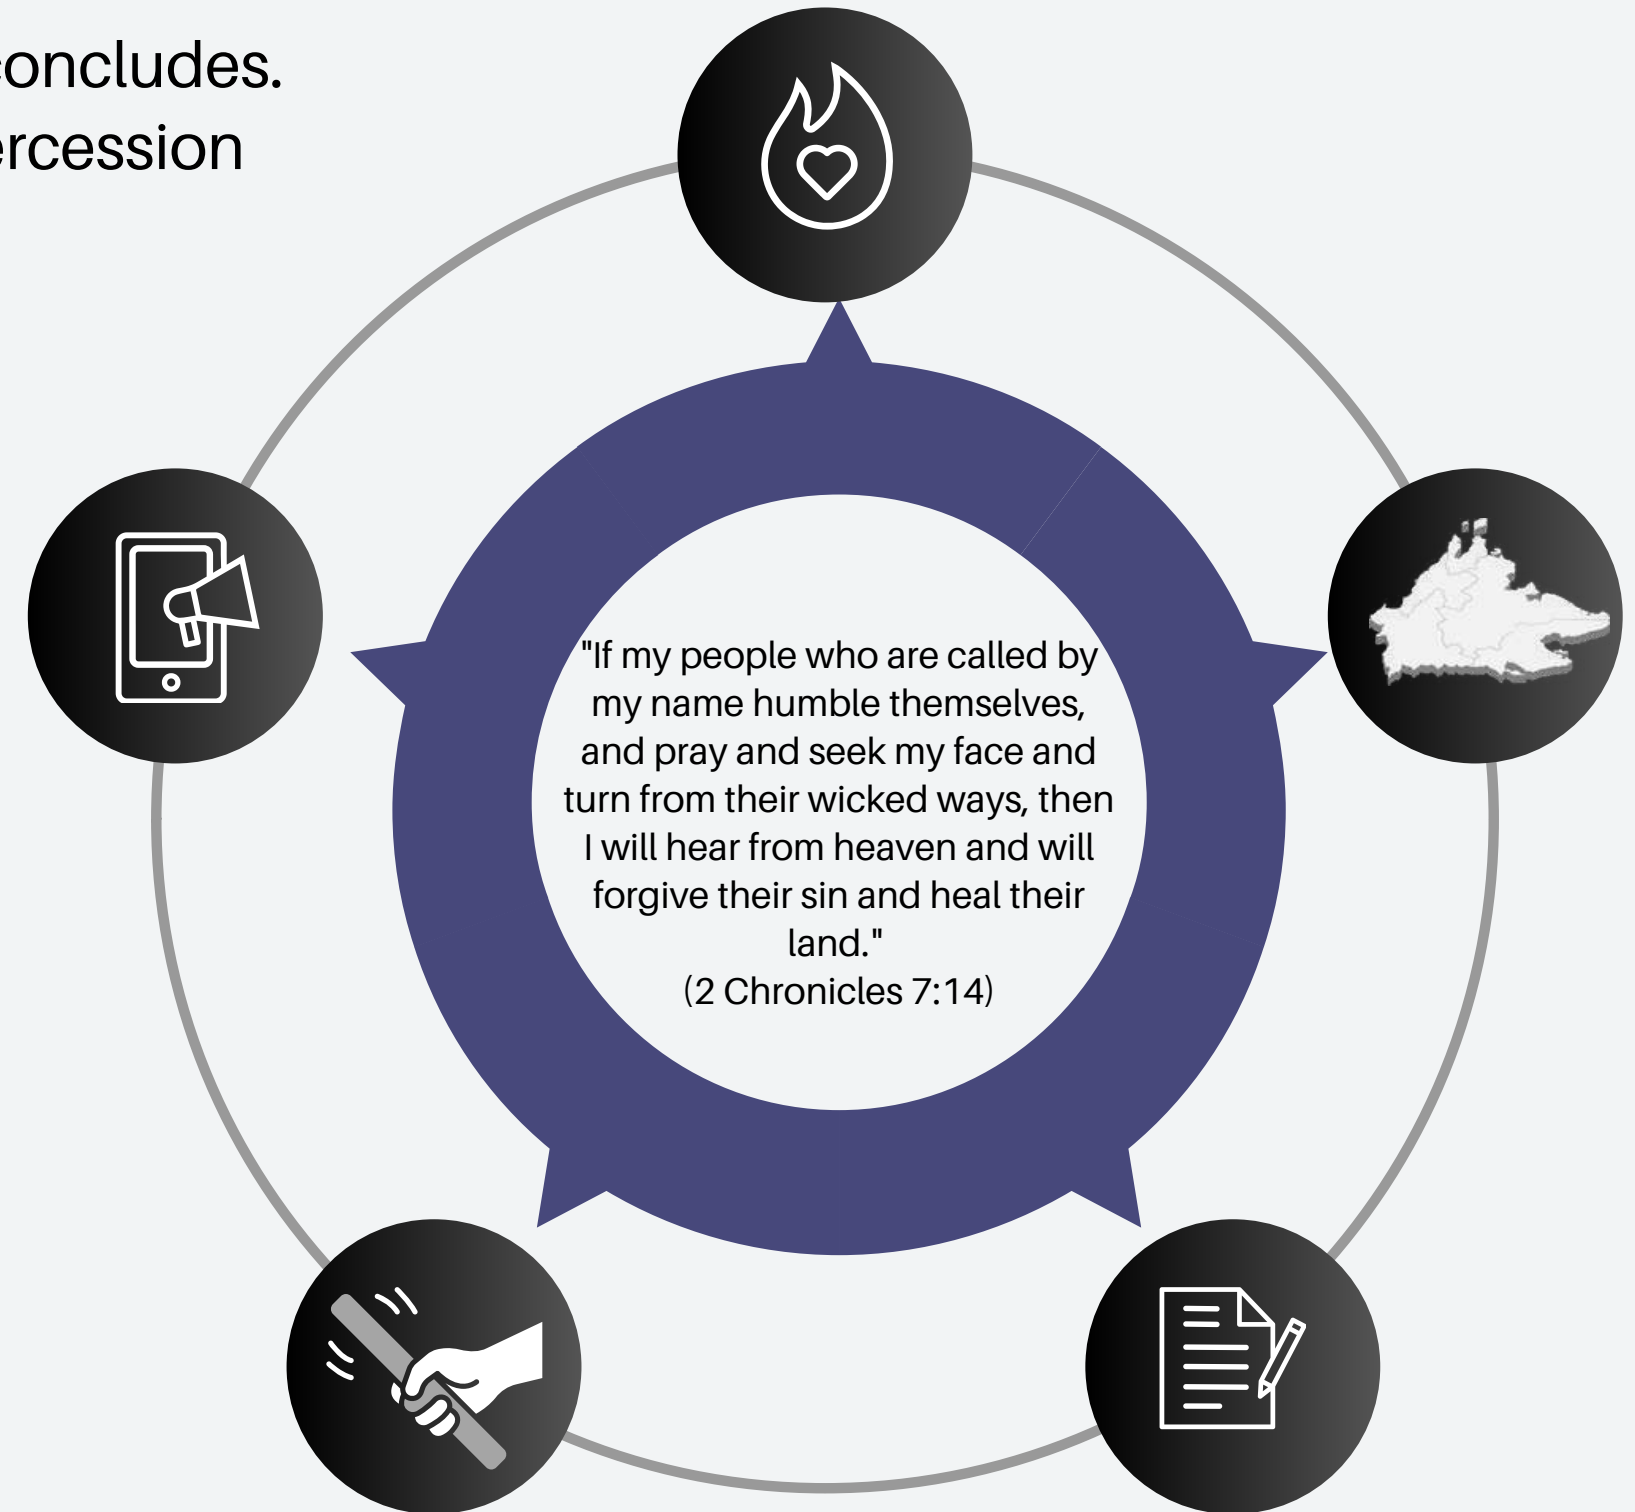 concludes.
ercession
"If my people who are called by
my name humble themselves,
and pray and seek my face and
turn from their wicked ways, then
I will hear from heaven and will
forgive their sin and heal their
land."
(2 Chronicles 7:14)